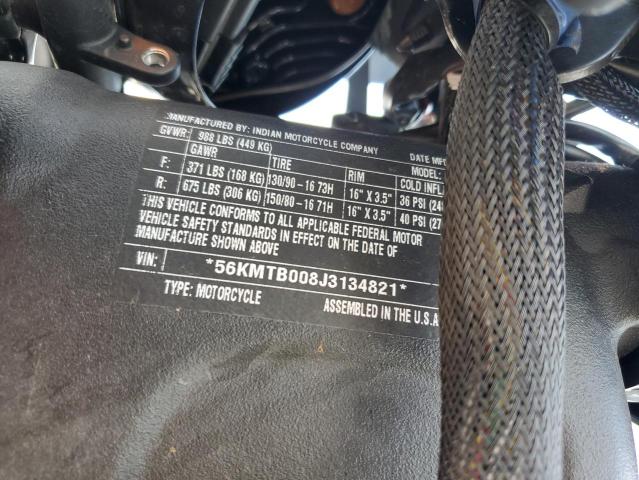 MANUFACTURED BY: INDIAN MOTORCYCLE COMPANY DATE MFG
GVWR: 988 LBS (449 KG) MODEL:
GAWR TIRE RIM COLD INFL
F: 371 LBS (168 KG) 130/90-16 73H 16" X 3.5" 36 PSI (24
R: 675 LBS (306 KG) 150/80-16 71H 16" X 3.5" 40 PSI (27
THIS VEHICLE CONFORMS TO ALL APPLICABLE FEDERAL MOTOR
VEHICLE SAFETY STANDARDS IN EFFECT ON THE DATE OF
MANUFACTURE SHOWN ABOVE
VIN: *56KMTB008J3134821*
TYPE: MOTORCYCLE ASSEMBLED IN THE U.S.A